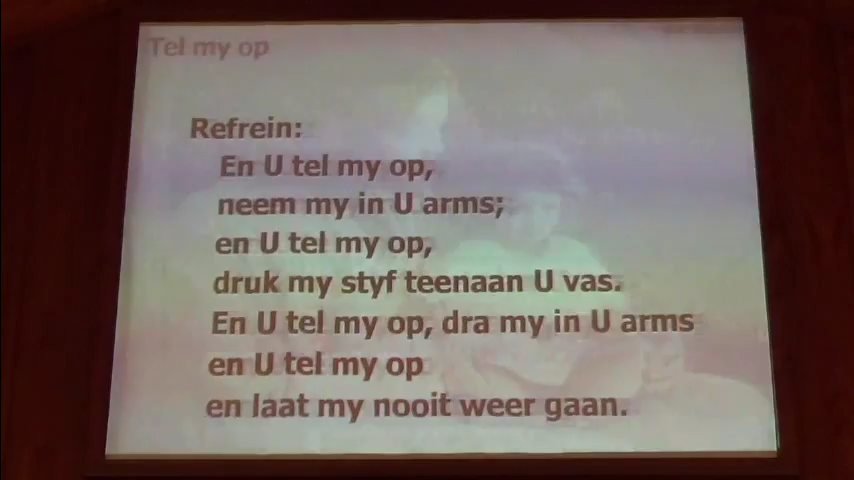 Tel my op
Refrein:
En U tel my op,
neem my in U arms;
en U tel my op,
druk my styf teenaan U vas.
En U tel my op, dra my in U arms
en U tel my op
en laat my nooit weer gaan.